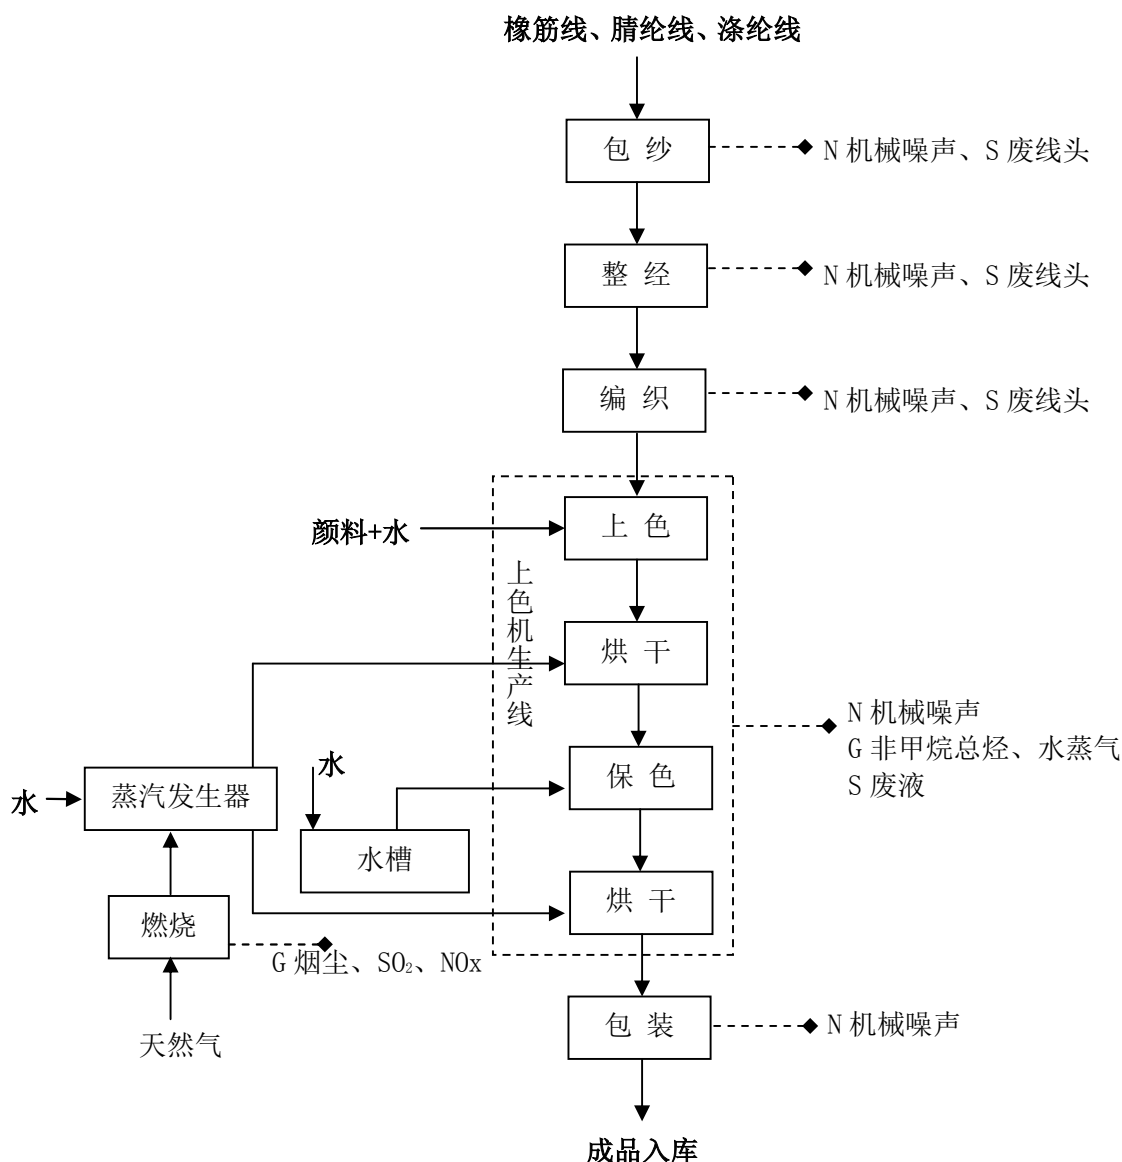 橡筋线、腈纶线、涤纶线
包 纱
N 机械噪声、S 废线头
整 经
N 机械噪声、S 废线头
编 织
N 机械噪声、S 废线头
颜料+水
上 色
上色机生产线
烘 干
N 机械噪声
G 非甲烷总烃、水蒸气
S 废液
保 色
水
水
蒸汽发生器
水槽
烘 干
燃烧
G 烟尘、SO₂、NOx
天然气
包 装
N 机械噪声
成品入库